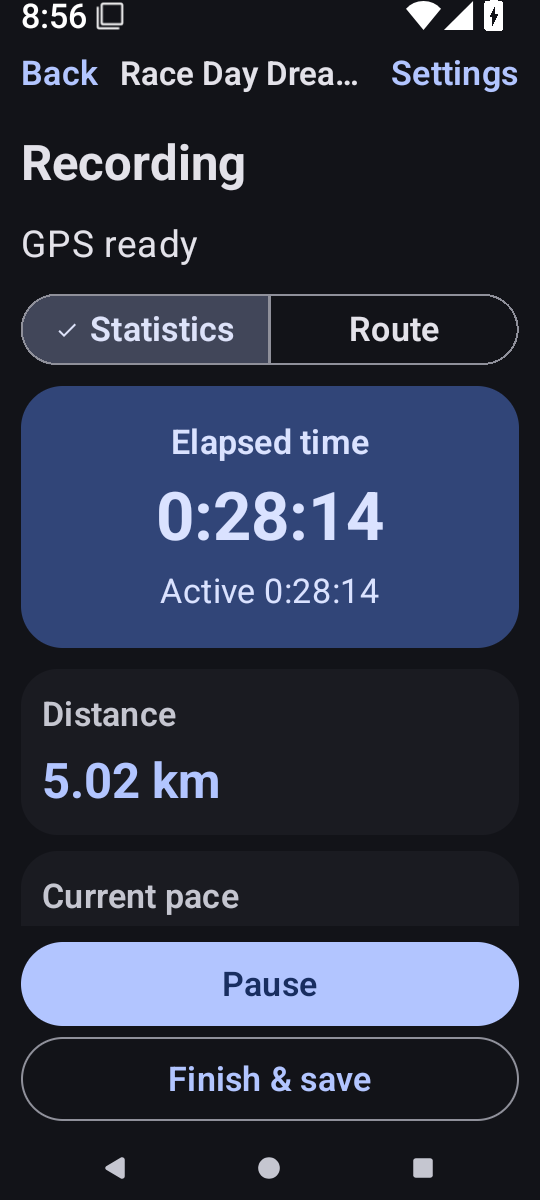 8:56
Back Race Day Drea... Settings
Recording
GPS ready
Statistics Route
Elapsed time
0:28:14
Active 0:28:14
Distance
5.02 km
Current pace
Pause
Finish & save